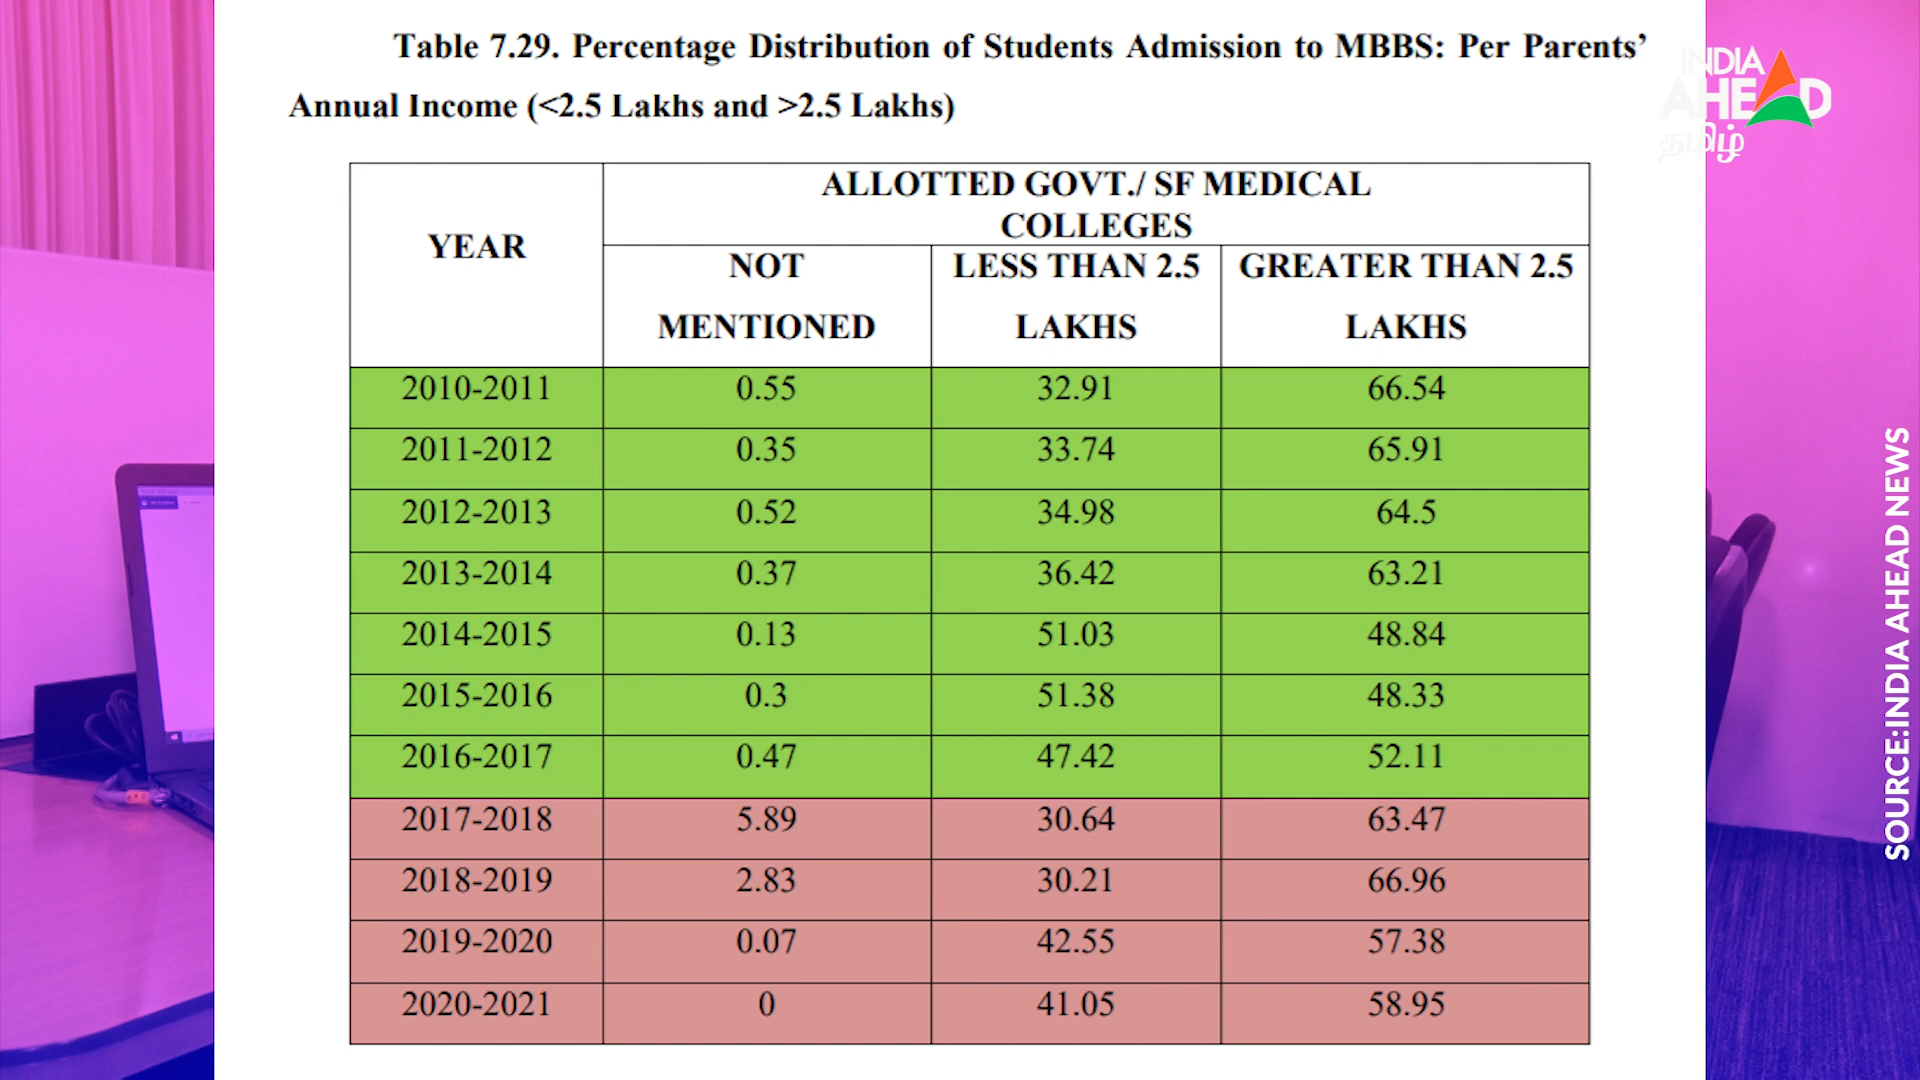 Table 7.29. Percentage Distribution of Students Admission to MBBS: Per Parents’
Annual Income (<2.5 Lakhs and >2.5 Lakhs)
INDIA
AHEAD
தமிழ்
YEAR
ALLOTTED GOVT./ SF MEDICAL
COLLEGES
NOT
MENTIONED
LESS THAN 2.5
LAKHS
GREATER THAN 2.5
LAKHS
2010-2011 0.55 32.91 66.54
2011-2012 0.35 33.74 65.91
2012-2013 0.52 34.98 64.5
2013-2014 0.37 36.42 63.21
2014-2015 0.13 51.03 48.84
2015-2016 0.3 51.38 48.33
2016-2017 0.47 47.42 52.11
2017-2018 5.89 30.64 63.47
2018-2019 2.83 30.21 66.96
2019-2020 0.07 42.55 57.38
2020-2021 0 41.05 58.95
SOURCE:INDIA AHEAD NEWS